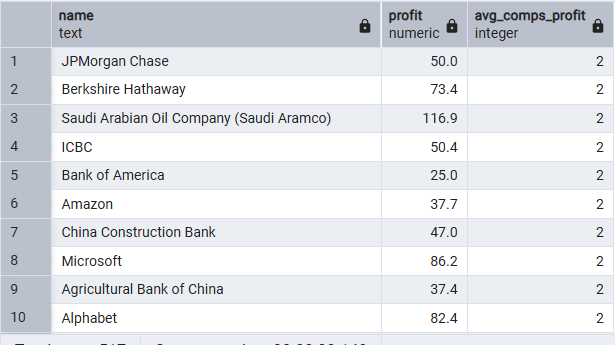 name profit avg_comps_profit
text numeric integer
1 JPMorgan Chase 50.0 2
2 Berkshire Hathaway 73.4 2
3 Saudi Arabian Oil Company (Saudi Aramco) 116.9 2
4 ICBC 50.4 2
5 Bank of America 25.0 2
6 Amazon 37.7 2
7 China Construction Bank 47.0 2
8 Microsoft 86.2 2
9 Agricultural Bank of China 37.4 2
10 Alphabet 82.4 2